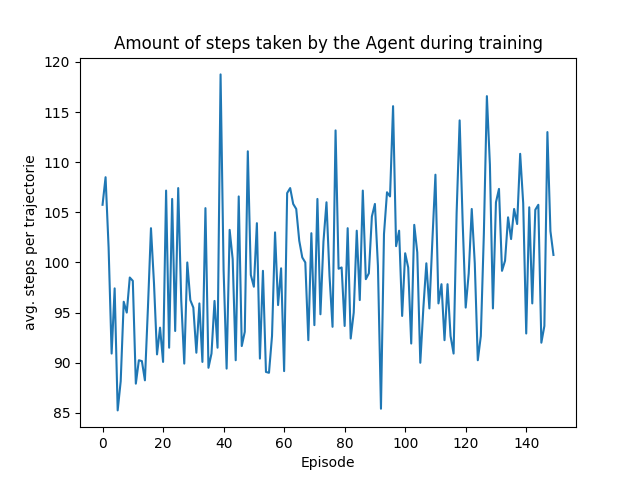 Amount of steps taken by the Agent during training
120
115
110
105
100
95
90
85
avg. steps per trajectorie
0 20 40 60 80 100 120 140
Episode